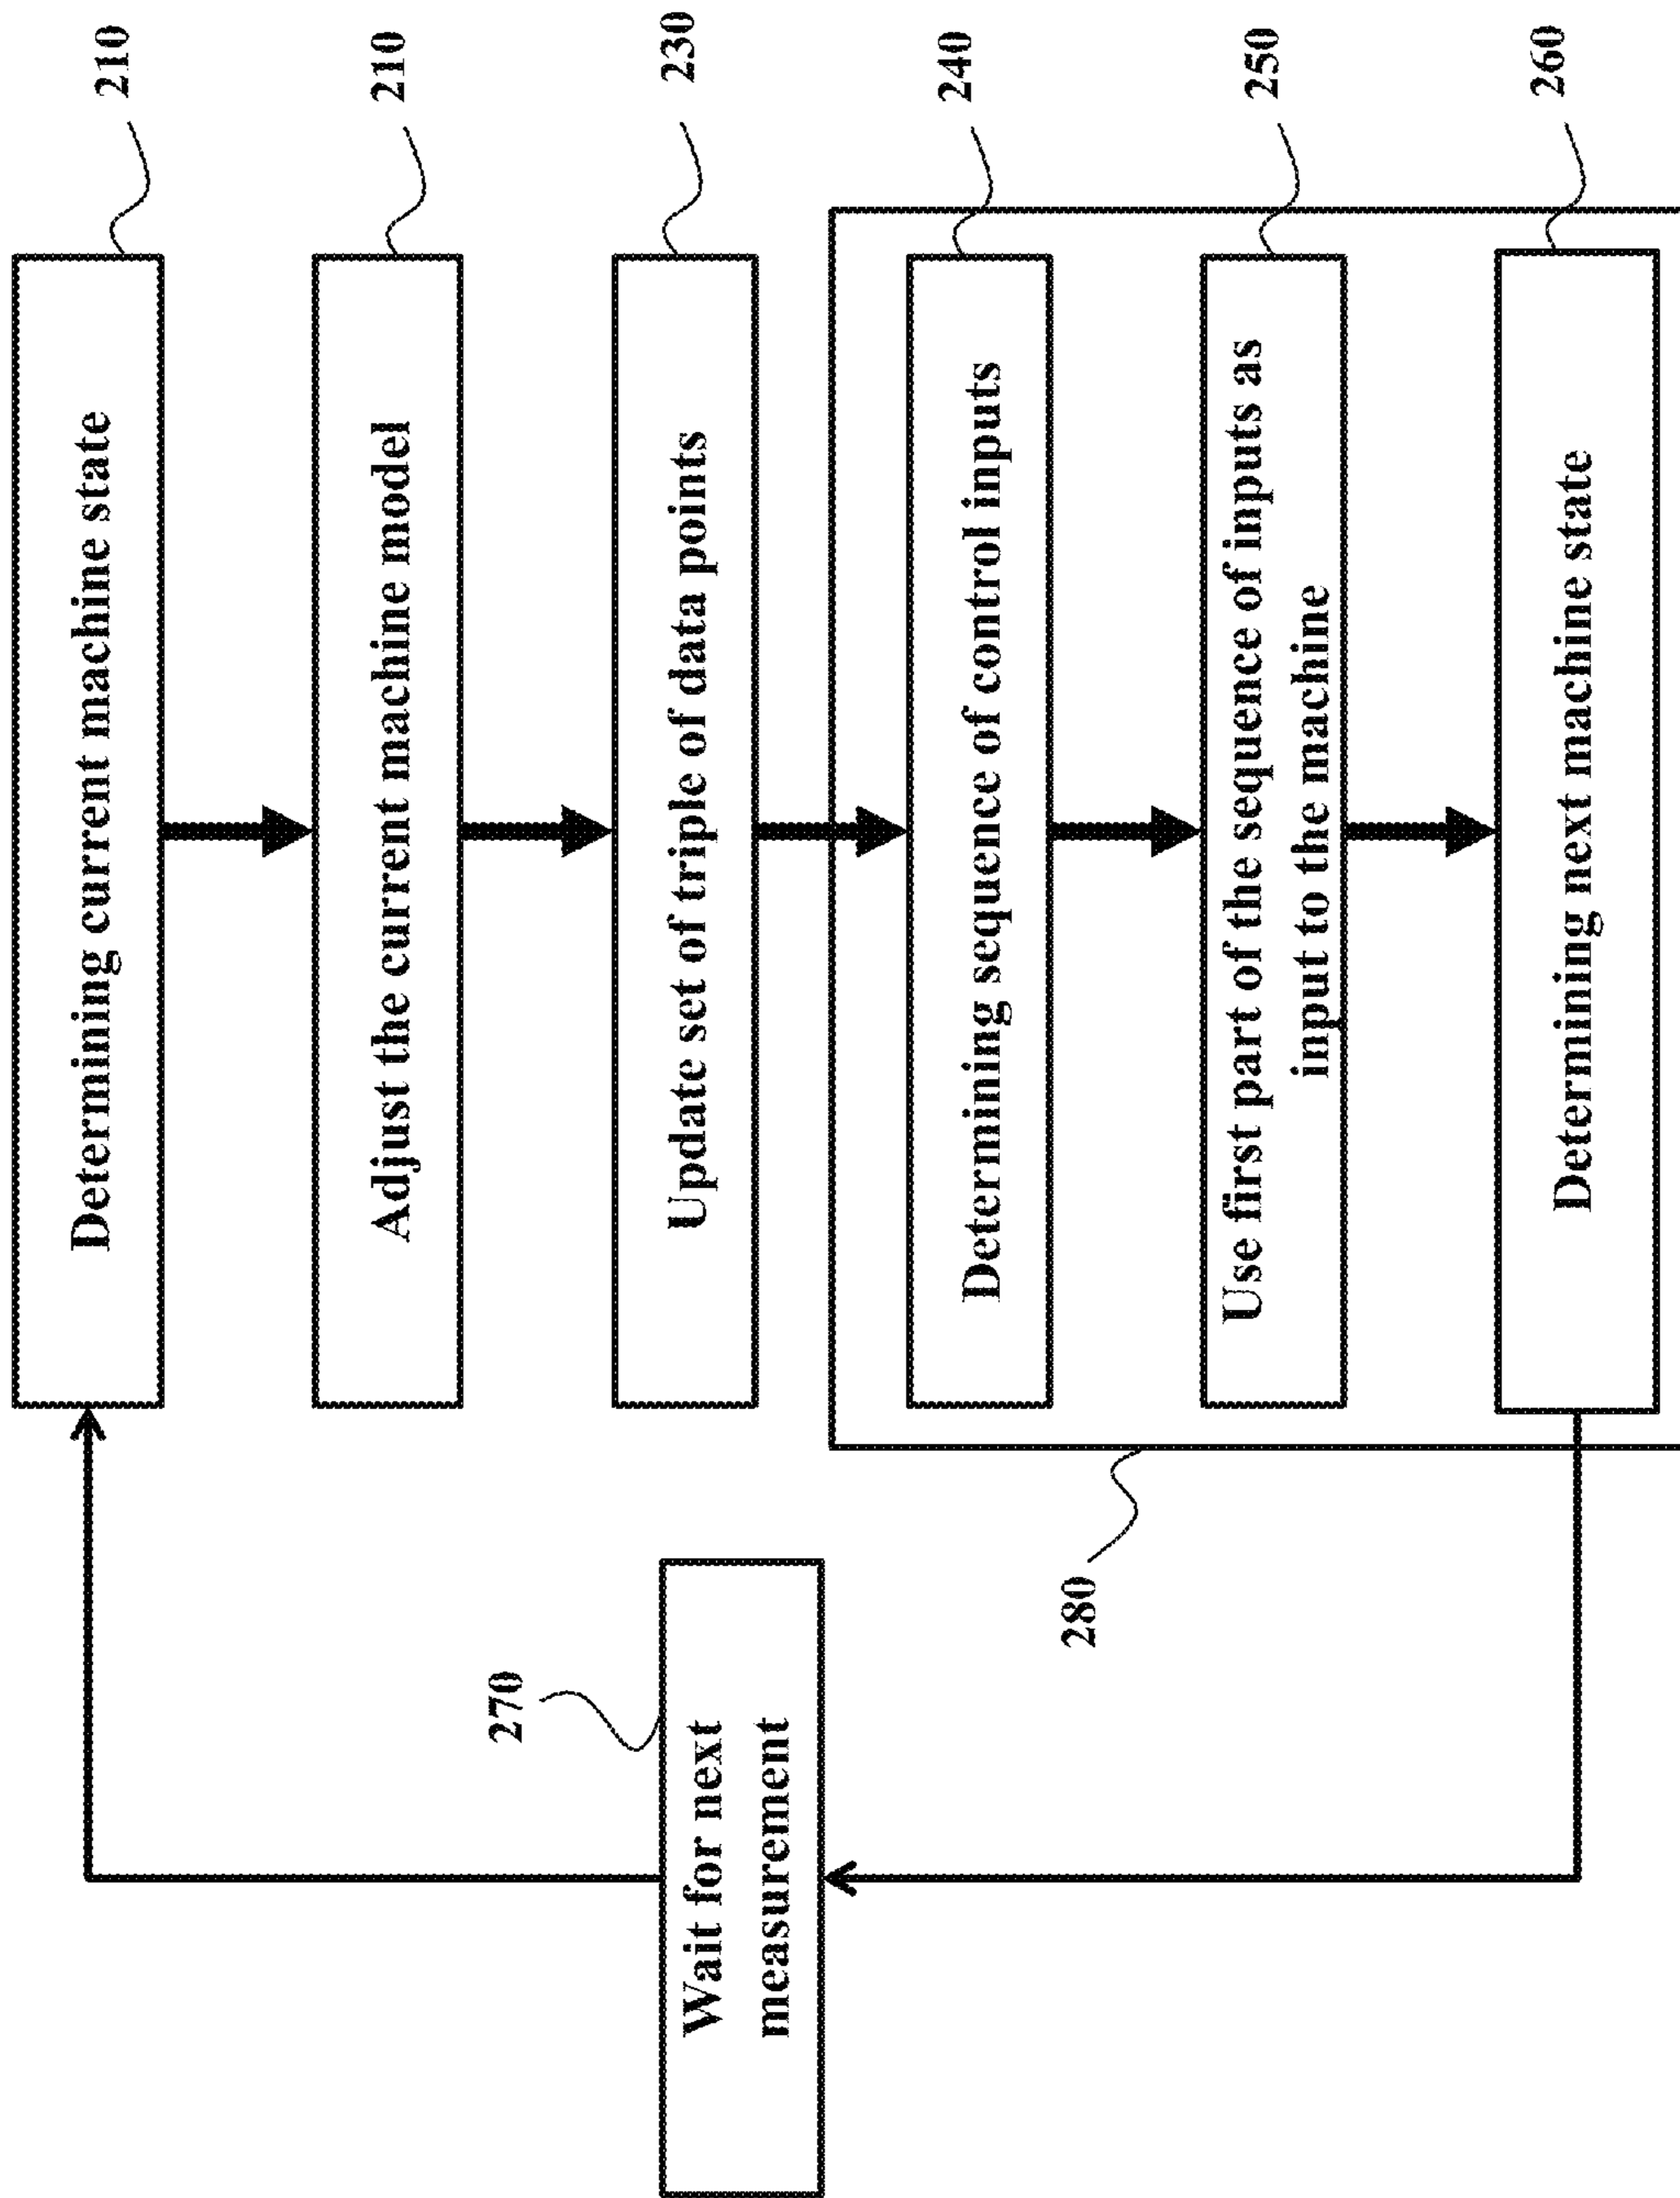 Determining current machine state
210
Adjust the current machine model
210
Update set of triple of data points
230
Determining sequence of control inputs
240
Use first part of the sequence of inputs as
input to the machine
250
Determining next machine state
260
270
Wait for next
measurement
280